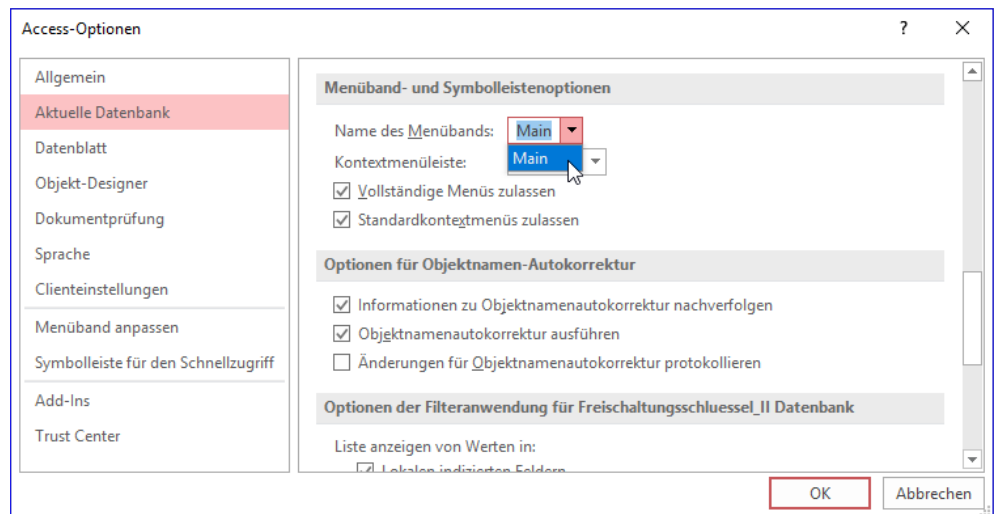 Access-Optionen
Allgemein
Aktuelle Datenbank
Datenblatt
Objekt-Designer
Dokumentprüfung
Sprache
Clienteinstellungen
Menüband anpassen
Symbolleiste für den Schnellzugriff
Add-Ins
Trust Center
Menüband- und Symbolleistenoptionen
Name des Menübands: Main
Main
Kontextmenüleiste:
Vollständige Menüs zulassen
Standardkontextmenüs zulassen
Optionen für Objektnamen-Autokorrektur
Informationen zu Objektnamenautokorrektur nachverfolgen
Objektnamenautokorrektur ausführen
Änderungen für Objektnamenautokorrektur protokollieren
Optionen der Filteranwendung für Freischaltungsschluessel_II Datenbank
Liste anzeigen von Werten in:
Lokalen indizierten Feldern
OK Abbrechen